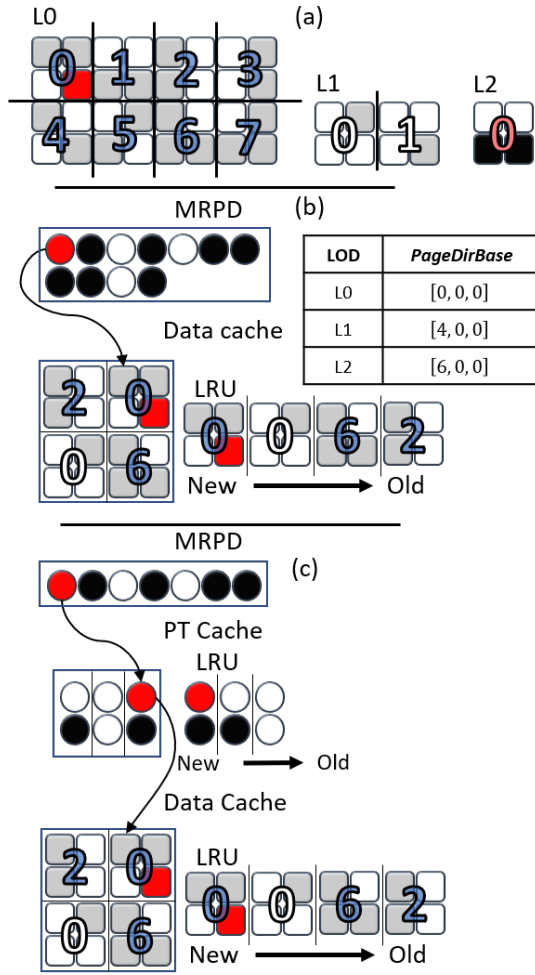 L0
(a)
0 1 2 3
4 5 6 7
L1
0 1
L2
0
(b)
MRPD
LOD PageDirBase
L0 [0, 0, 0]
L1 [4, 0, 0]
L2 [6, 0, 0]
Data cache
2 0
0 6
LRU
0 0 6 2
New Old
MRPD
(c)
PT Cache
LRU
New Old
Data Cache
2 0
0 6
LRU
0 0 6 2
New Old